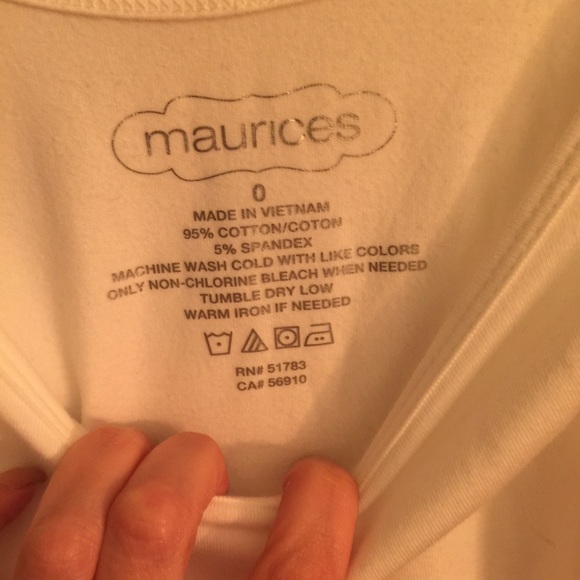 maurices
0
MADE IN VIETNAM
95% COTTON/COTON
5% SPANDEX
MACHINE WASH COLD WITH LIKE COLORS
ONLY NON-CHLORINE BLEACH WHEN NEEDED
TUMBLE DRY LOW
WARM IRON IF NEEDED
RN# 51783
CA# 56910